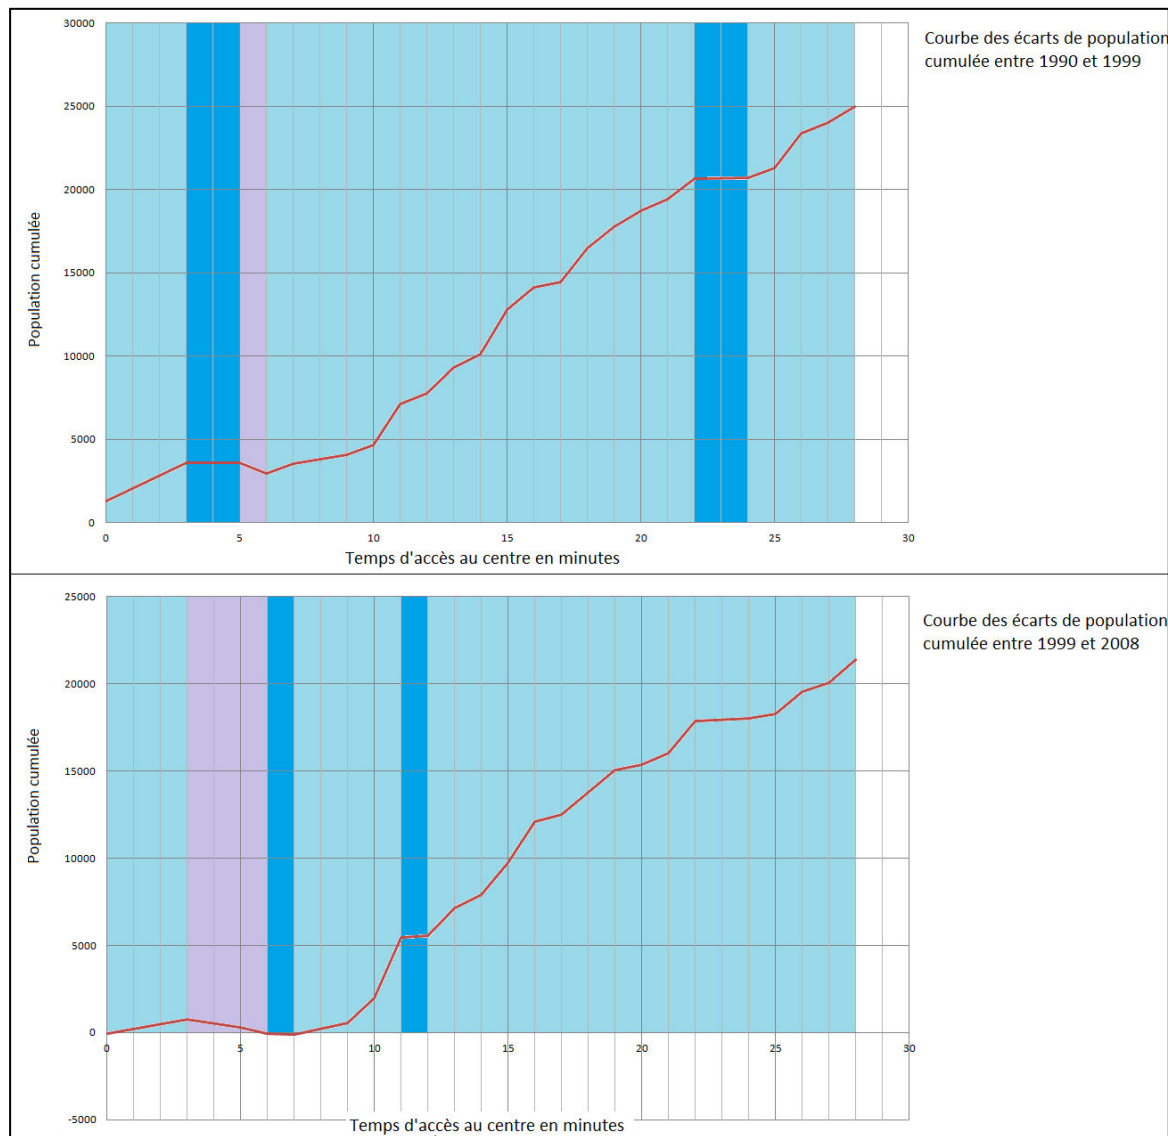 Courbe des écarts de population
cumulée entre 1990 et 1999
30000
25000
20000
15000
10000
5000
0
Population cumulée
0 5 10 15 20 25 30
Temps d'accès au centre en minutes
Courbe des écarts de population
cumulée entre 1999 et 2008
25000
20000
15000
10000
5000
0
-5000
Population cumulée
0 5 10 15 20 25 30
Temps d'accès au centre en minutes